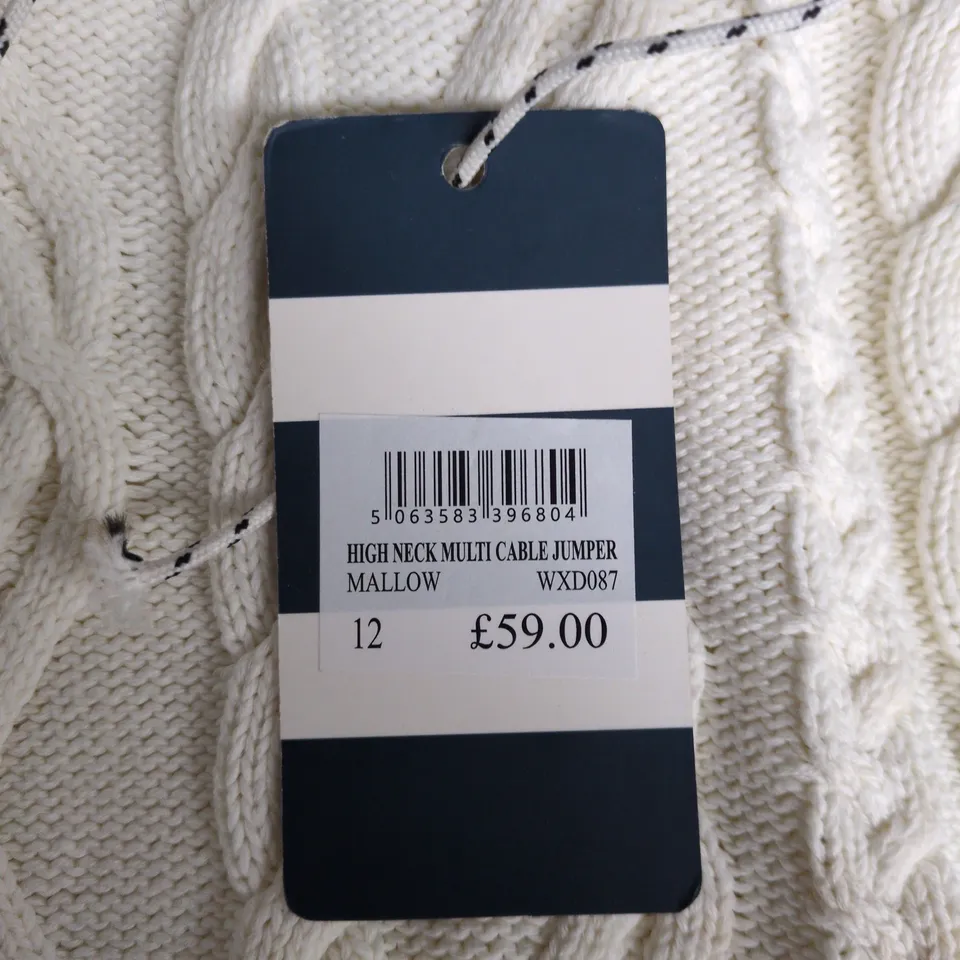 5 063583 396804
HIGH NECK MULTI CABLE JUMPER
MALLOW WXD087
12 £59.00